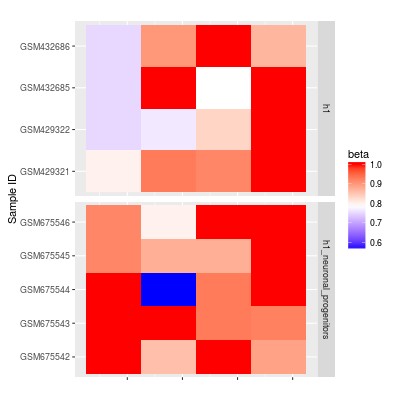 GSM432686
GSM432685
GSM429322
GSM429321
h1
GSM675546
GSM675545
GSM675544
GSM675543
GSM675542
h1_neuronal_progenitors
Sample ID
beta
1.0
0.9
0.8
0.7
0.6